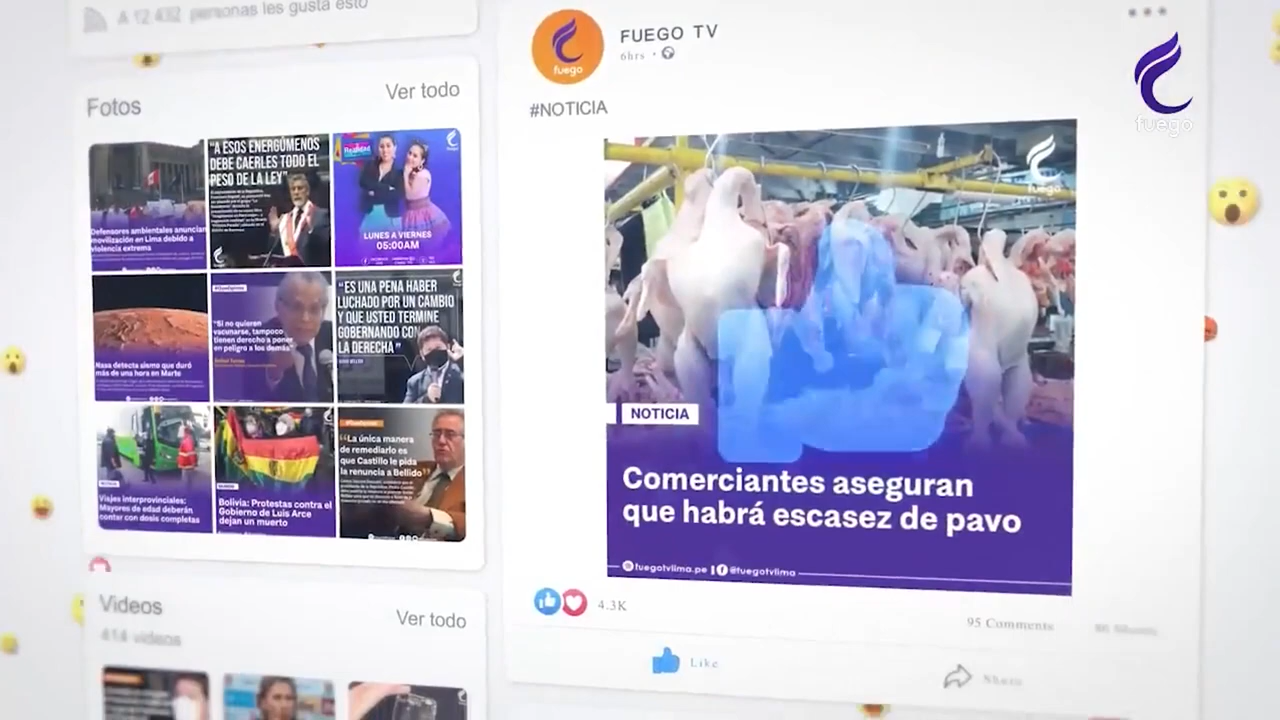 A 12 432 personas les gusta esto
Fotos
Ver todo
Defensores ambientales anuncian
movilización en Lima debido a
violencia extrema
"A ESOS ENERGÚMENOS
DEBE CAERLES TODO EL
PESO DE LA LEY"
Realidad
LUNES A VIERNES
05:00AM
Nasa detecta sismo que duró
más de una hora en Marte
"Si no quieren
vacunarse, tampoco
tienen derecho a poner
en peligro a los demás"
"ES UNA PENA HABER
LUCHADO POR UN CAMBIO
Y QUE USTED TERMINE
GOBERNANDO CON
LA DERECHA"
Viajes interprovinciales:
Mayores de edad deberán
contar con dosis completas
Bolivia: Protestas contra el
Gobierno de Luis Arce
dejan un muerto
"La única manera
de remediarlo es
que Castillo le pida
la renuncia a Bellido"
Videos
Ver todo
414 videos
fuego
FUEGO TV
6hrs
#NOTICIA
fuego
NOTICIA
Comerciantes aseguran
que habrá escasez de pavo
fuegotvlima.pe | @fuegotvlima
4.3K
95 Comments
Like
Share
fuego